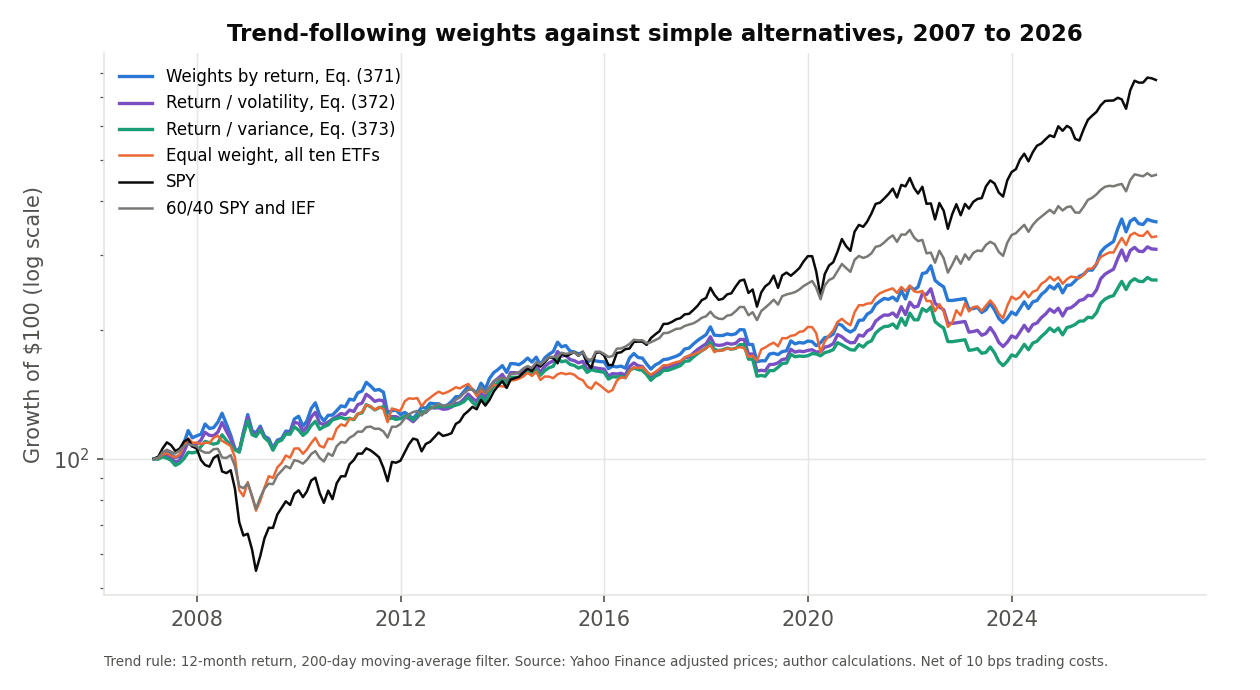 Trend-following weights against simple alternatives, 2007 to 2026
Weights by return, Eq. (371)
Return / volatility, Eq. (372)
Return / variance, Eq. (373)
Equal weight, all ten ETFs
SPY
60/40 SPY and IEF
Growth of $100 (log scale)
10²
2008 2012 2016 2020 2024
Trend rule: 12-month return, 200-day moving-average filter. Source: Yahoo Finance adjusted prices; author calculations. Net of 10 bps trading costs.